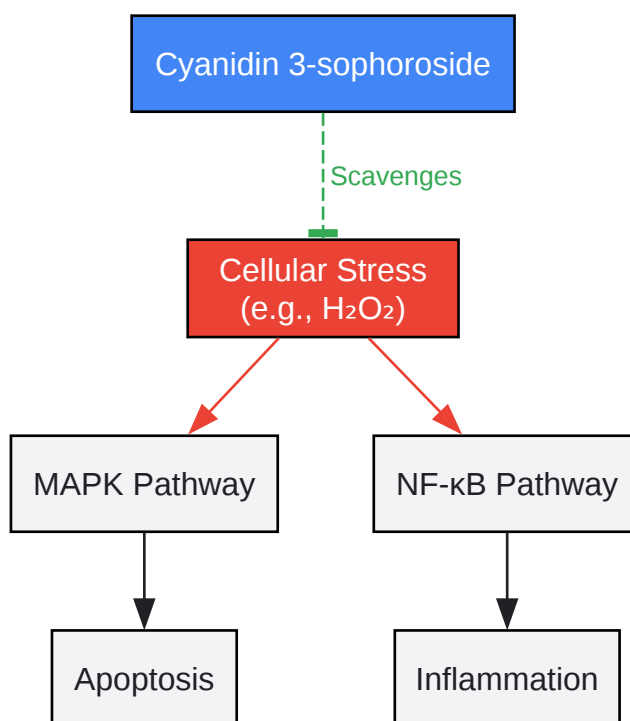 Cyanidin 3-sophoroside
Scavenges
Cellular Stress
(e.g., H₂O₂)
MAPK Pathway
NF-κB Pathway
Apoptosis
Inflammation